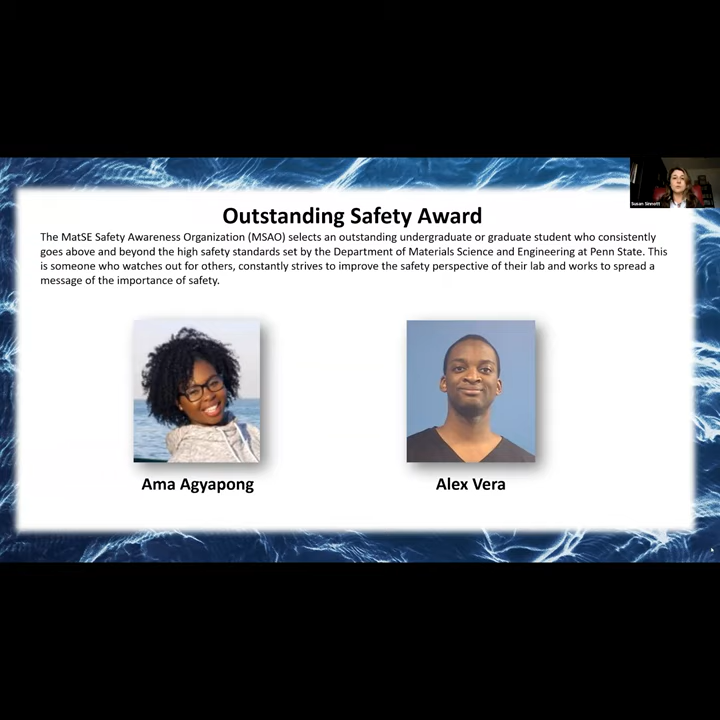 Outstanding Safety Award
The MatSE Safety Awareness Organization (MSAO) selects an outstanding undergraduate or graduate student who consistently
goes above and beyond the high safety standards set by the Department of Materials Science and Engineering at Penn State. This
is someone who watches out for others, constantly strives to improve the safety perspective of their lab and works to spread a
message of the importance of safety.
Susan Sinnott
Ama Agyapong
Alex Vera